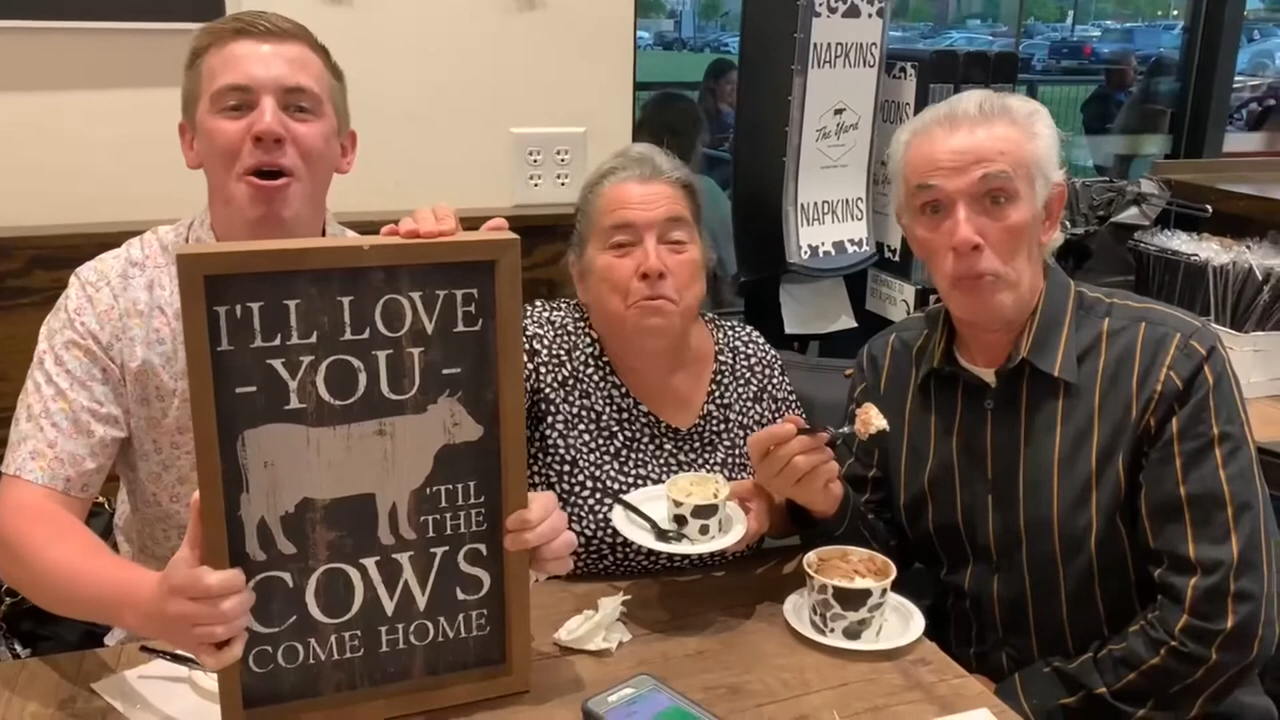 I'LL LOVE
- YOU -
'TIL
THE
COWS
COME HOME
NAPKINS
The Yard
NAPKINS